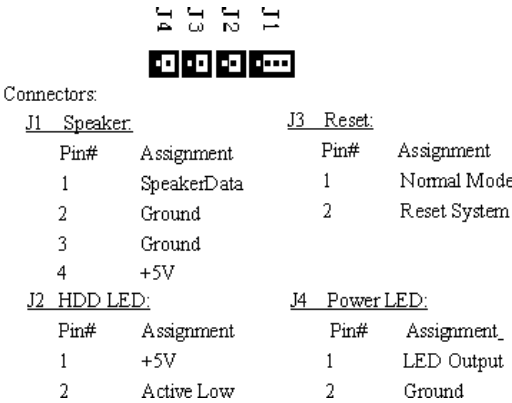 J4 J3 J2 J1
Connectors:
J1 Speaker:
Pin# Assignment
1 SpeakerData
2 Ground
3 Ground
4 +5V
J3 Reset:
Pin# Assignment
1 Normal Mode
2 Reset System
J2 HDD LED:
Pin# Assignment
1 +5V
2 Active Low
J4 Power LED:
Pin# Assignment_
1 LED Output
2 Ground